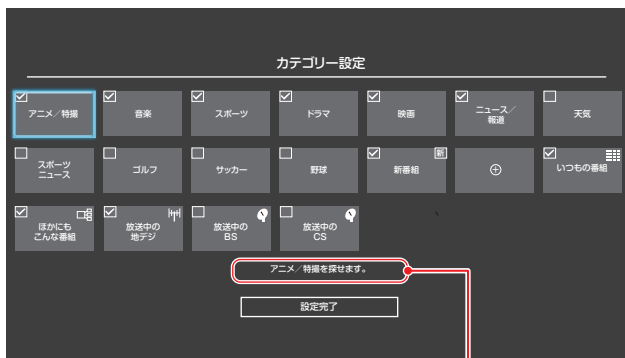 カテゴリー設定
アニメ／特撮
音楽
スポーツ
ドラマ
映画
ニュース／
報道
天気
スポーツ
ニュース
ゴルフ
サッカー
野球
新
新番組
いつもの番組
ほかにも
こんな番組
放送中の
地デジ
放送中の
BS
放送中の
CS
アニメ／特撮を探せます。
設定完了